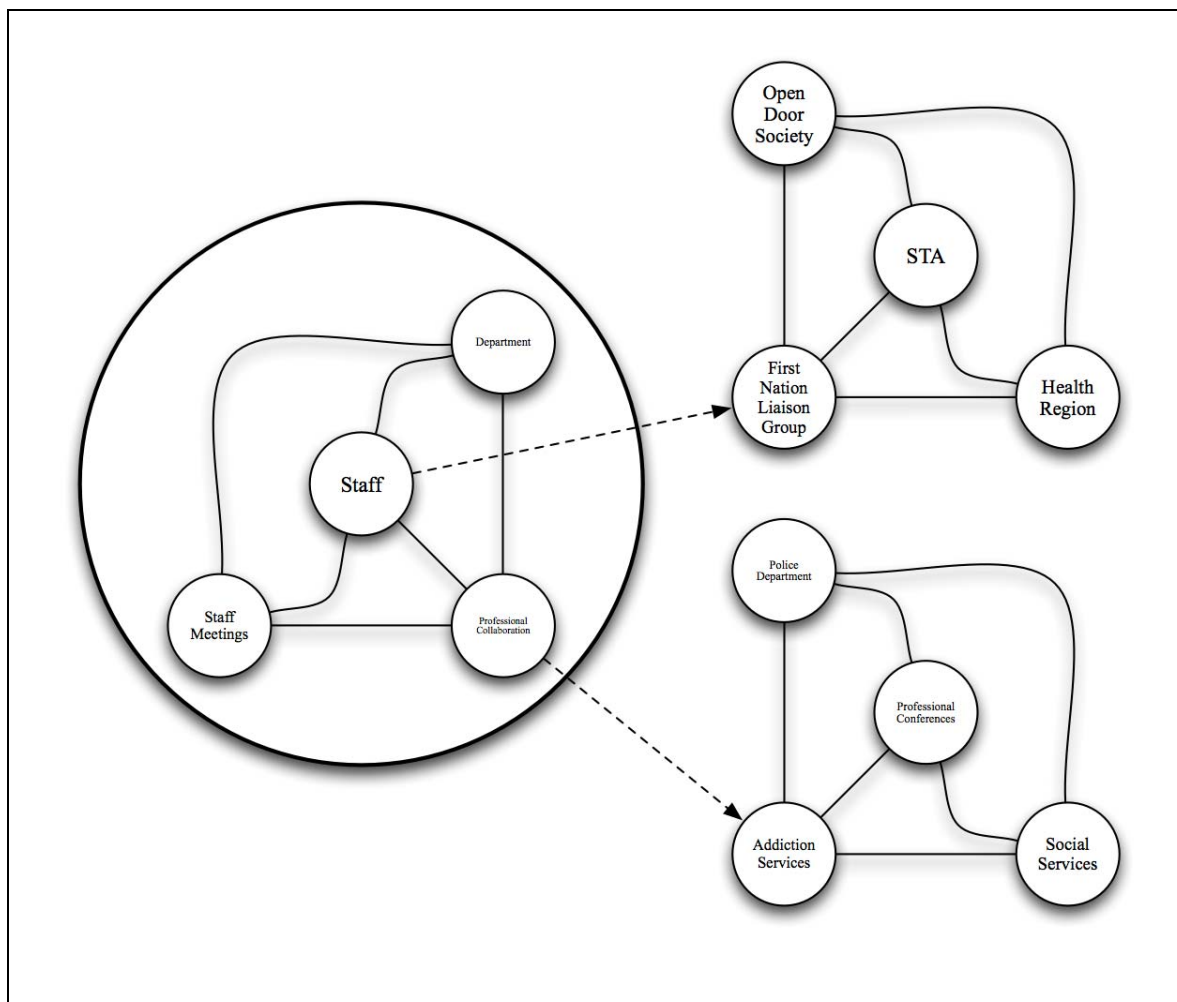 Open
Door
Society
STA
First
Nation
Liaison
Group
Health
Region
Department
Staff
Staff
Meetings
Professional
Collaboration
Police
Department
Professional
Conferences
Addiction
Services
Social
Services